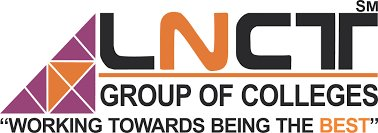 SM
LNCT
GROUP OF COLLEGES
“WORKING TOWARDS BEING THE BEST”